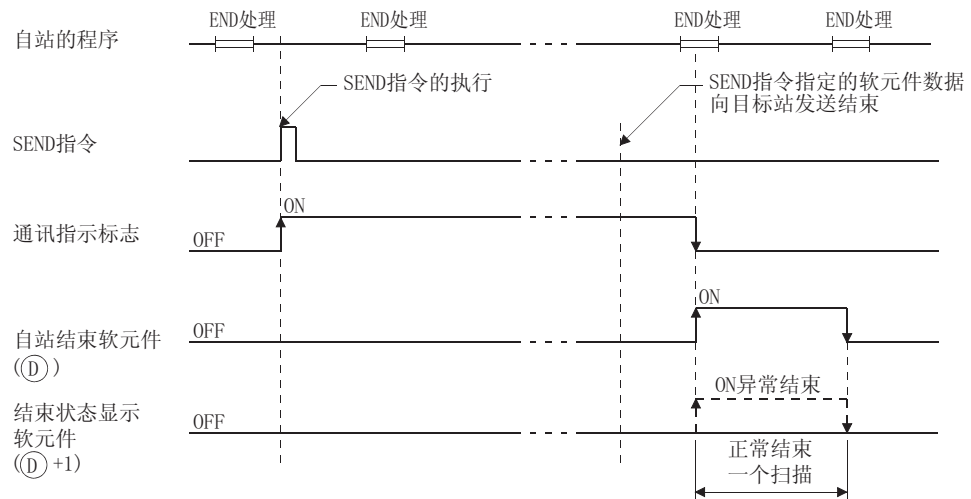 END处理
END处理
END处理
END处理
自站的程序
SEND指令的执行
SEND指令指定的软元件数据
向目标站发送结束
SEND指令
ON
通讯指示标志
OFF
ON
自站结束软元件
(Ⓓ)
OFF
ON异常结束
结束状态显示
软元件
(Ⓓ+1)
OFF
正常结束
一个扫描